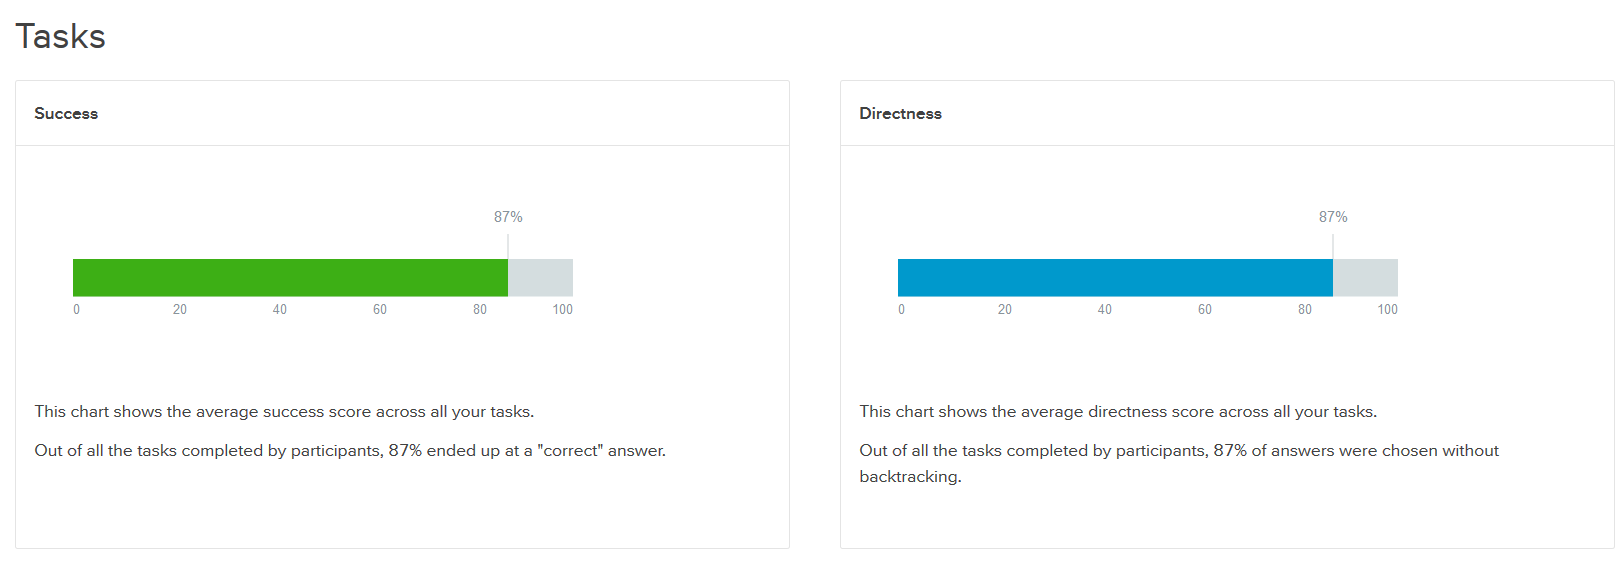 Tasks
Success
87%
0 20 40 60 80 100
This chart shows the average success score across all your tasks.
Out of all the tasks completed by participants, 87% ended up at a "correct" answer.
Directness
87%
0 20 40 60 80 100
This chart shows the average directness score across all your tasks.
Out of all the tasks completed by participants, 87% of answers were chosen without
backtracking.